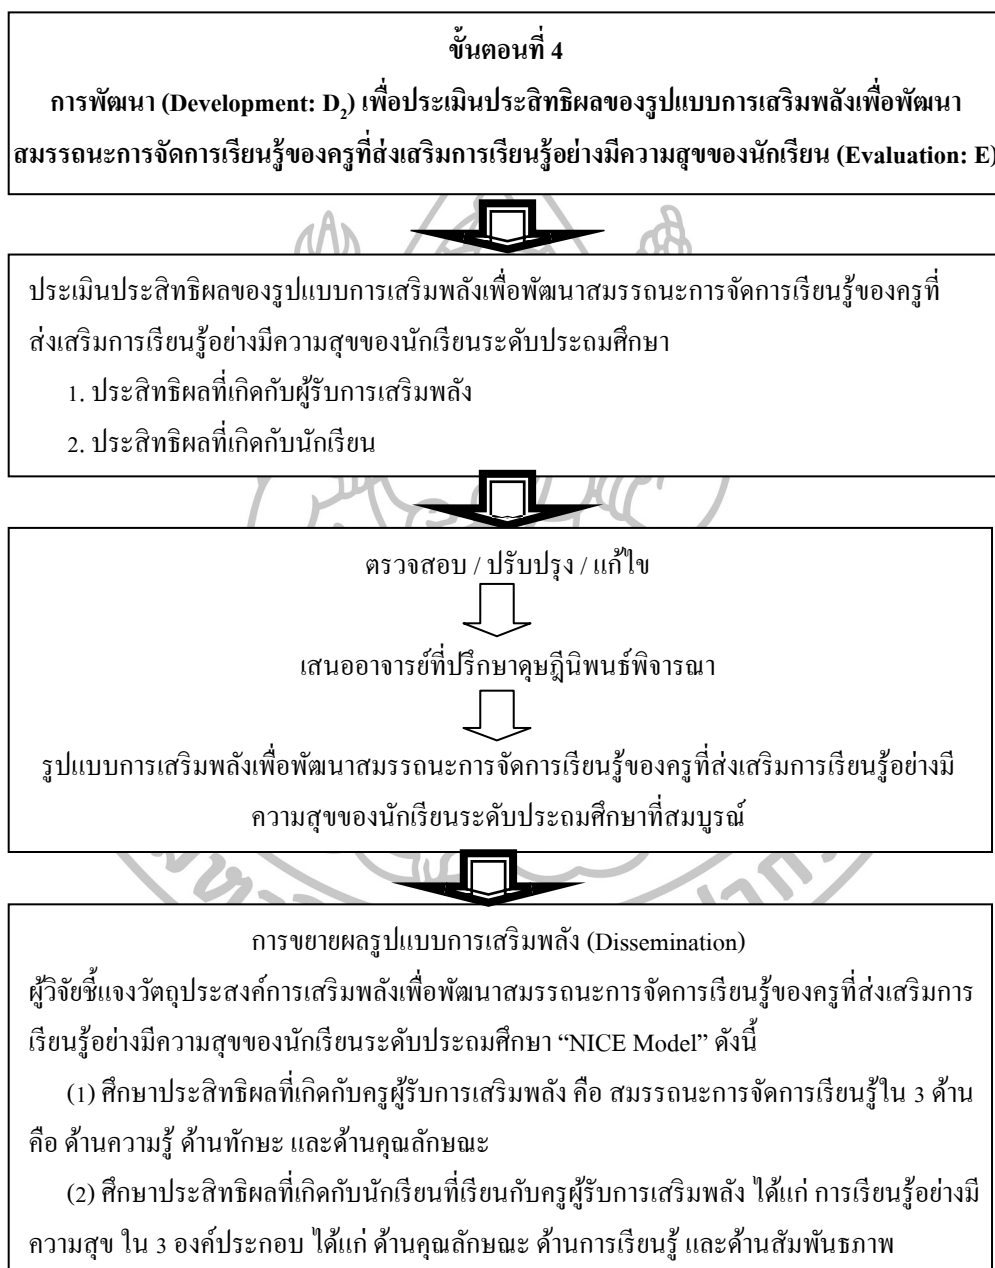 ขั้นตอนที่ 4
การพัฒนา (Development: D₂) เพื่อประเมินประสิทธิผลของรูปแบบการเสริมพลังเพื่อพัฒนา
สมรรถนะการจัดการเรียนรู้ของครูที่ส่งเสริมการเรียนรู้อย่างมีความสุขของนักเรียน (Evaluation: E)
ประเมินประสิทธิผลของรูปแบบการเสริมพลังเพื่อพัฒนาสมรรถนะการจัดการเรียนรู้ของครูที่
ส่งเสริมการเรียนรู้อย่างมีความสุขของนักเรียนระดับประถมศึกษา
1. ประสิทธิผลที่เกิดกับผู้รับการเสริมพลัง
2. ประสิทธิผลที่เกิดกับนักเรียน
ตรวจสอบ / ปรับปรุง / แก้ไข
เสนออาจารย์ที่ปรึกษาดุษฎีนิพนธ์พิจารณา
รูปแบบการเสริมพลังเพื่อพัฒนาสมรรถนะการจัดการเรียนรู้ของครูที่ส่งเสริมการเรียนรู้อย่างมี
ความสุขของนักเรียนระดับประถมศึกษาที่สมบูรณ์
การขยายผลรูปแบบการเสริมพลัง (Dissemination)
ผู้วิจัยชี้แจงวัตถุประสงค์การเสริมพลังเพื่อพัฒนาสมรรถนะการจัดการเรียนรู้ของครูที่ส่งเสริมการ
เรียนรู้อย่างมีความสุขของนักเรียนระดับประถมศึกษา “NICE Model” ดังนี้
(1) ศึกษาประสิทธิผลที่เกิดกับครูผู้รับการเสริมพลัง คือ สมรรถนะการจัดการเรียนรู้ใน 3 ด้าน
คือ ด้านความรู้ ด้านทักษะ และด้านคุณลักษณะ
(2) ศึกษาประสิทธิผลที่เกิดกับนักเรียนที่เรียนกับครูผู้รับการเสริมพลัง ได้แก่ การเรียนรู้อย่างมี
ความสุข ใน 3 องค์ประกอบ ได้แก่ ด้านคุณลักษณะ ด้านการเรียนรู้ และด้านสัมพันธภาพ